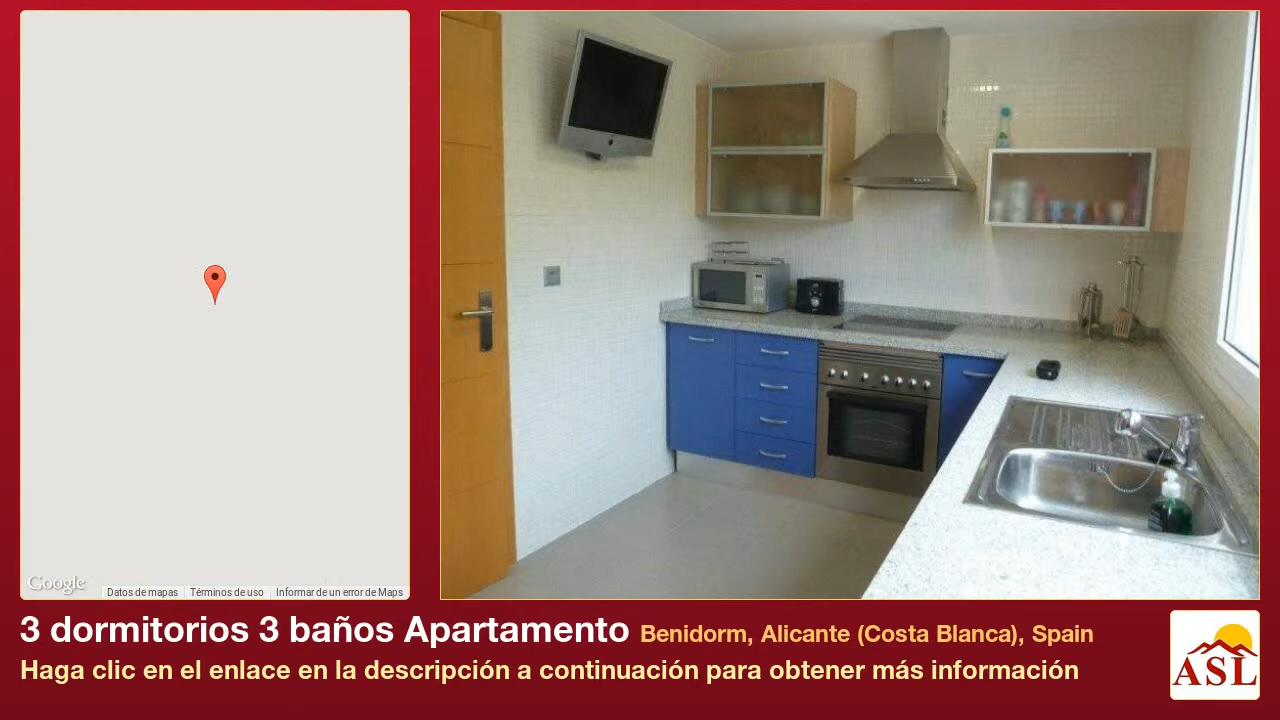 Google
Datos de mapas
Términos de uso
Informar de un error de Maps
3 dormitorios 3 baños Apartamento Benidorm, Alicante (Costa Blanca), Spain
Haga clic en el enlace en la descripción a continuación para obtener más información
ASL